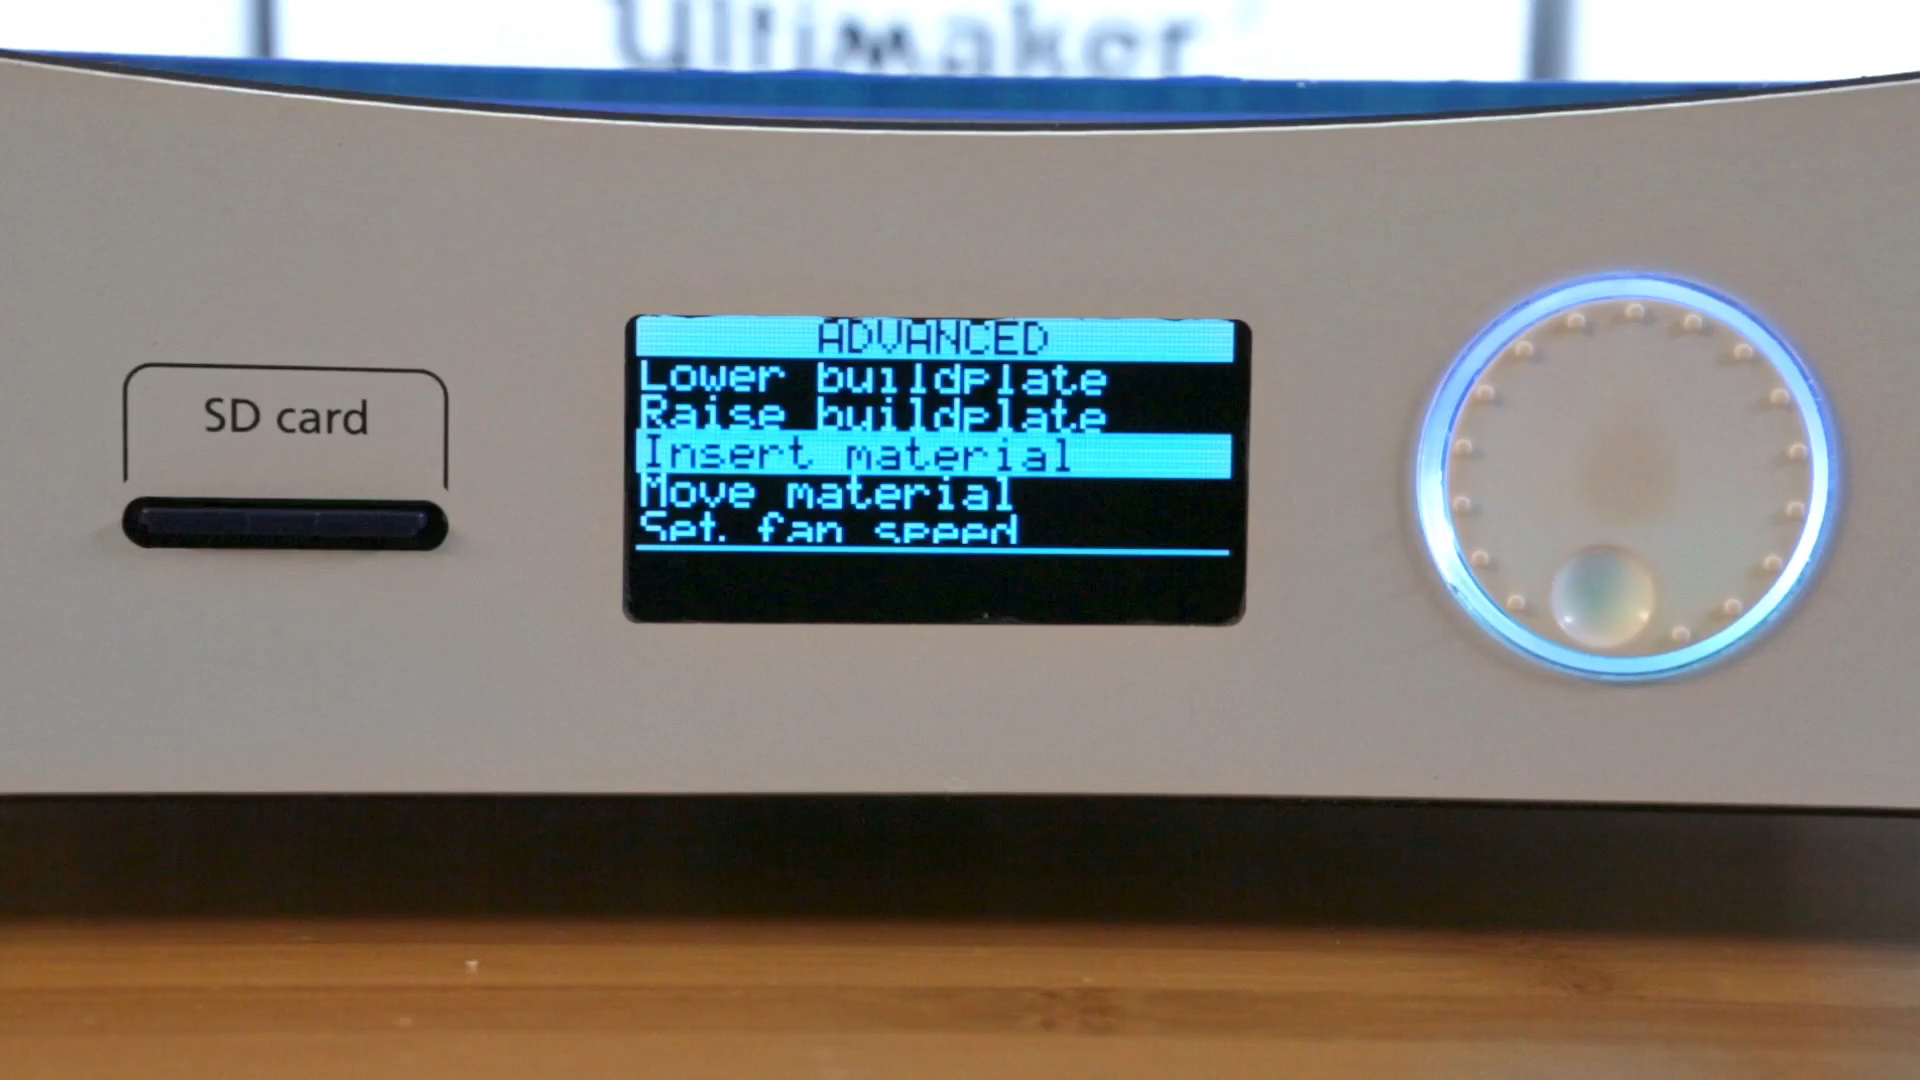 Ultimaker
ADVANCED
Lower buildplate
Raise buildplate
SD card
Insert material
Move material
Set fan speed